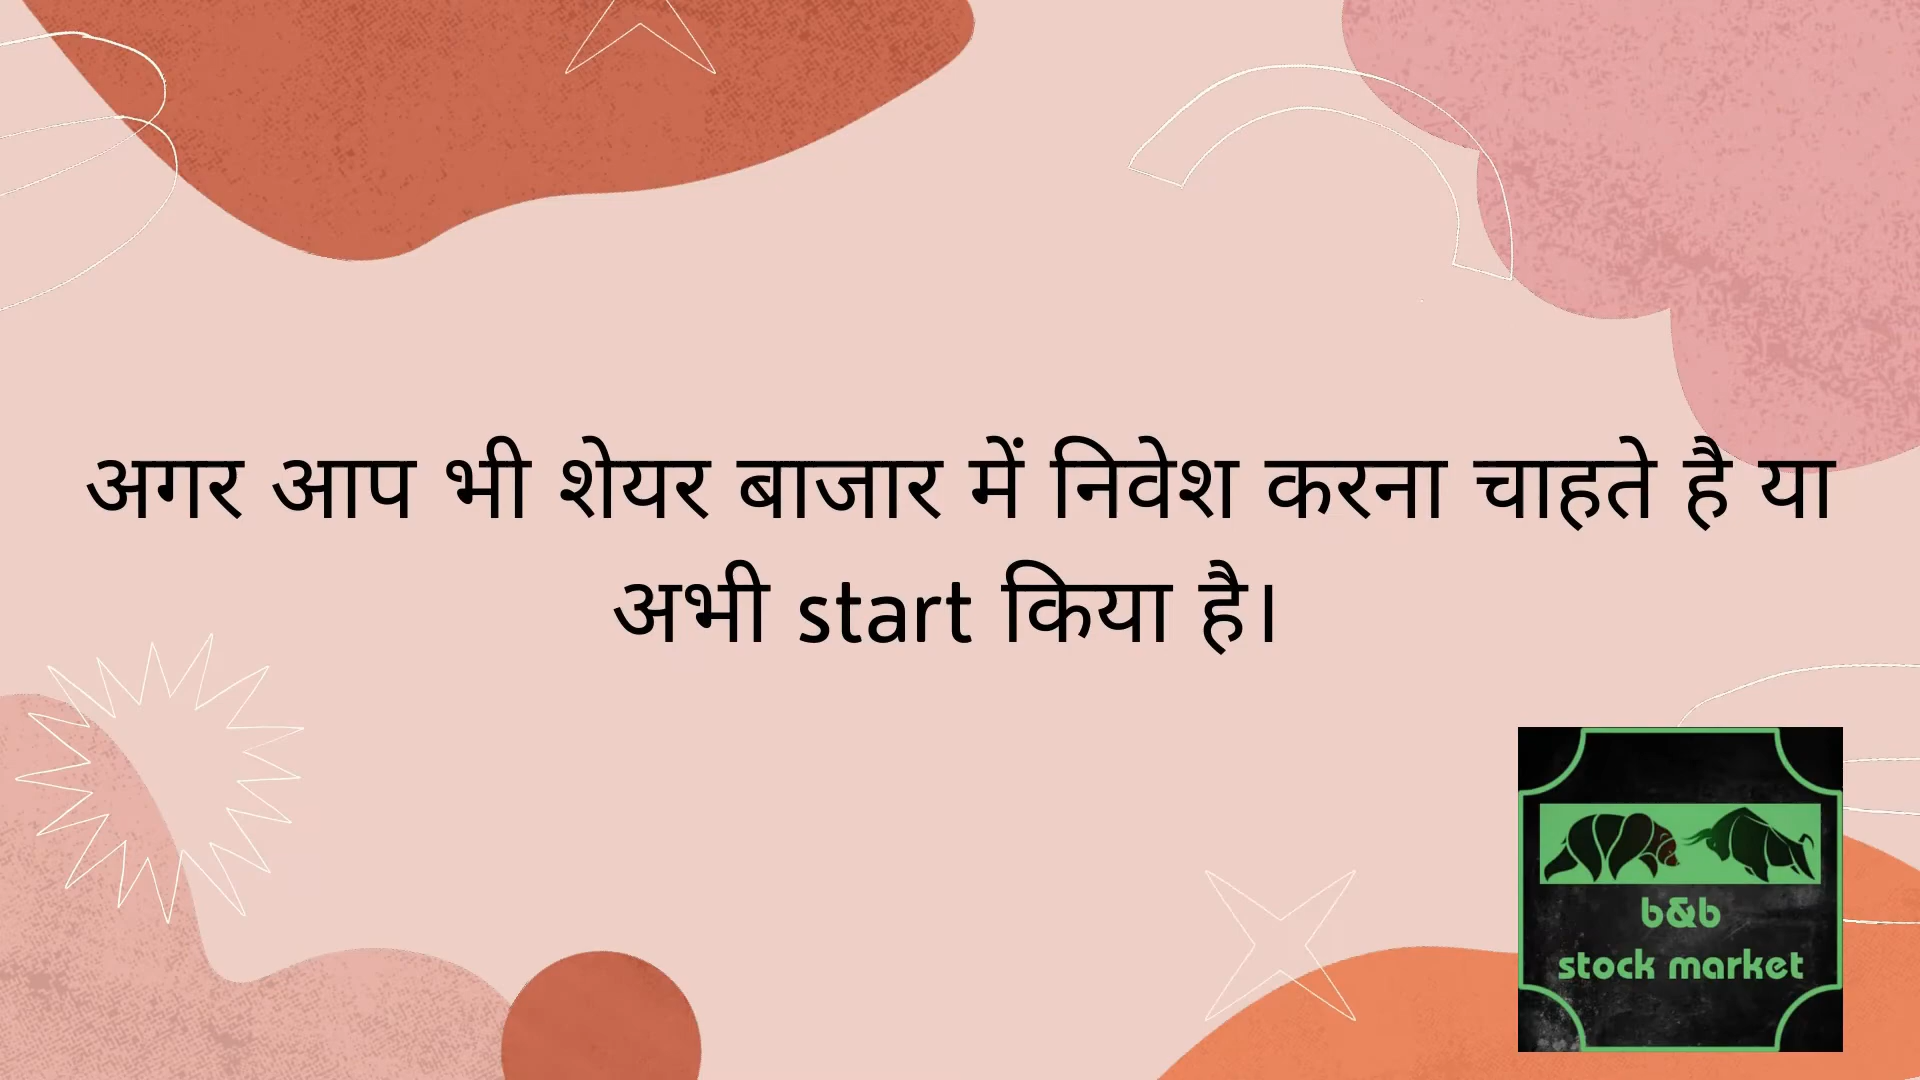 अगर आप भी शेयर बाजार में निवेश करना चाहते है या
अभी start किया है।
b&b
stock market